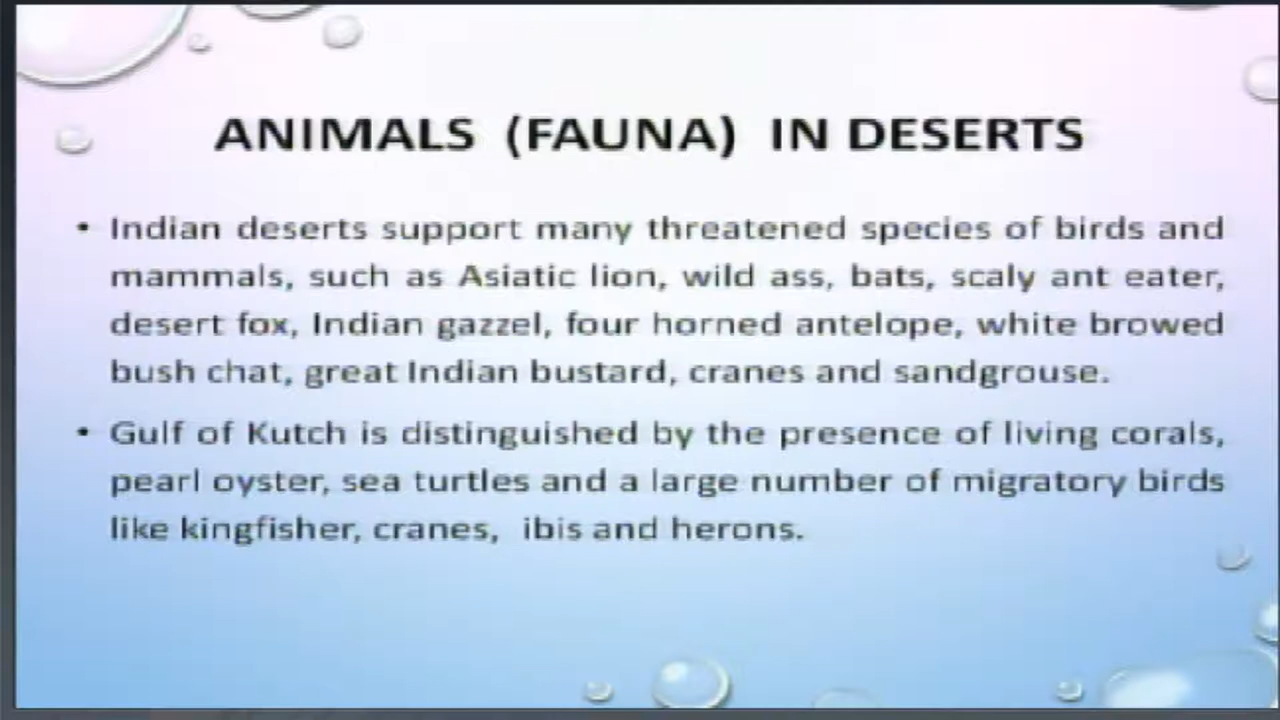 ANIMALS (FAUNA) IN DESERTS
• Indian deserts support many threatened species of birds and
mammals, such as Asiatic lion, wild ass, bats, scaly ant eater,
desert fox, Indian gazzel, four horned antelope, white browed
bush chat, great Indian bustard, cranes and sandgrouse.
• Gulf of Kutch is distinguished by the presence of living corals,
pearl oyster, sea turtles and a large number of migratory birds
like kingfisher, cranes, ibis and herons.